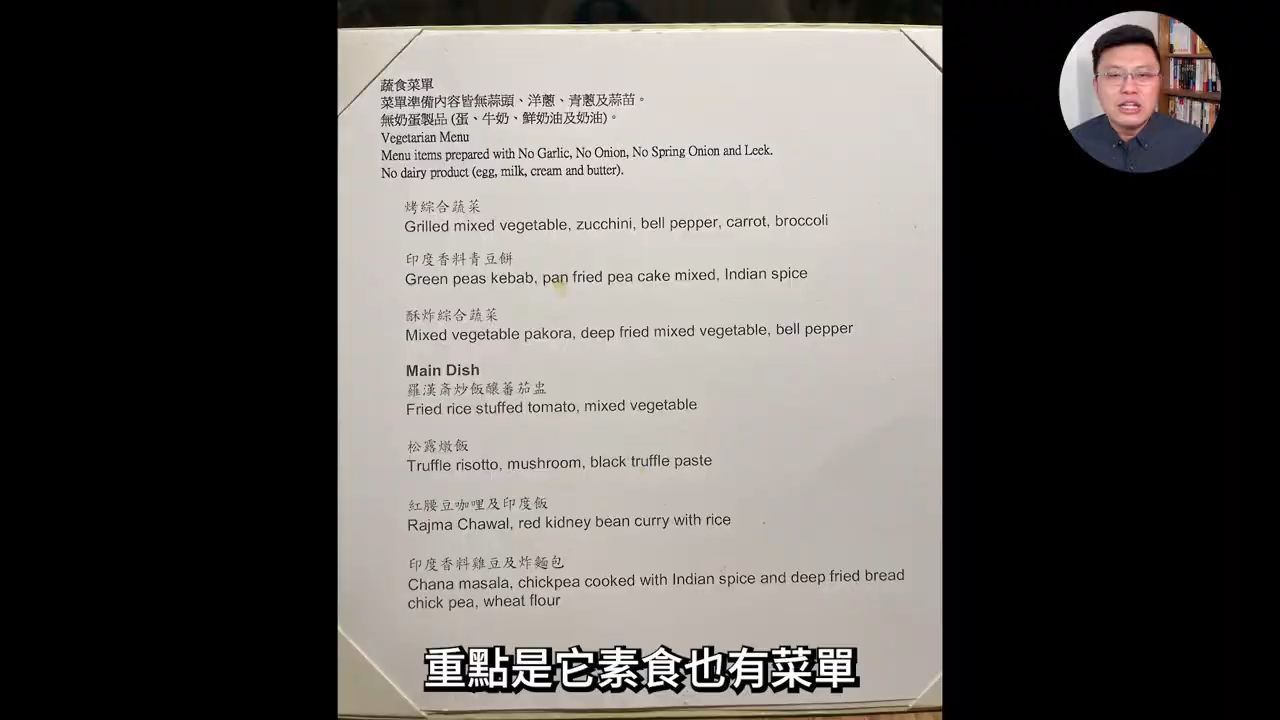 蔬食菜單
菜單準備内容皆無蒜頭、洋蔥、青蔥及蒜苗。
無奶蛋製品 (蛋、牛奶、鮮奶油及奶油)。
Vegetarian Menu
Menu items prepared with No Garlic, No Onion, No Spring Onion and Leek.
No dairy product (egg, milk, cream and butter).
烤綜合蔬菜
Grilled mixed vegetable, zucchini, bell pepper, carrot, broccoli
印度香料青豆餅
Green peas kebab, pan fried pea cake mixed, Indian spice
酥炸綜合蔬菜
Mixed vegetable pakora, deep fried mixed vegetable, bell pepper
Main Dish
羅漢齋炒飯釀蕃茄盅
Fried rice stuffed tomato, mixed vegetable
松露燉飯
Truffle risotto, mushroom, black truffle paste
紅腰豆咖哩及印度飯
Rajma Chawal, red kidney bean curry with rice
印度香料雞豆及炸麵包
Chana masala, chickpea cooked with Indian spice and deep fried bread
chick pea, wheat flour
重點是它素食也有菜單